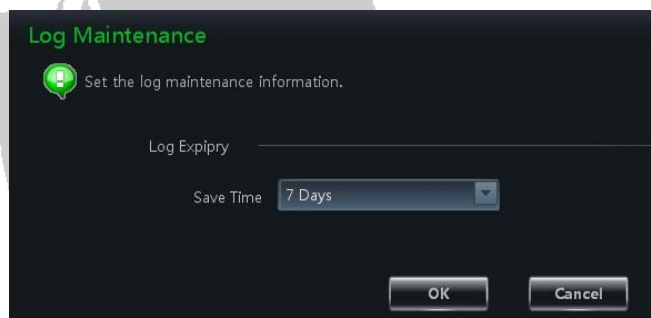 Log Maintenance
Set the log maintenance information.
Log Expipry
Save Time 7 Days
OK Cancel